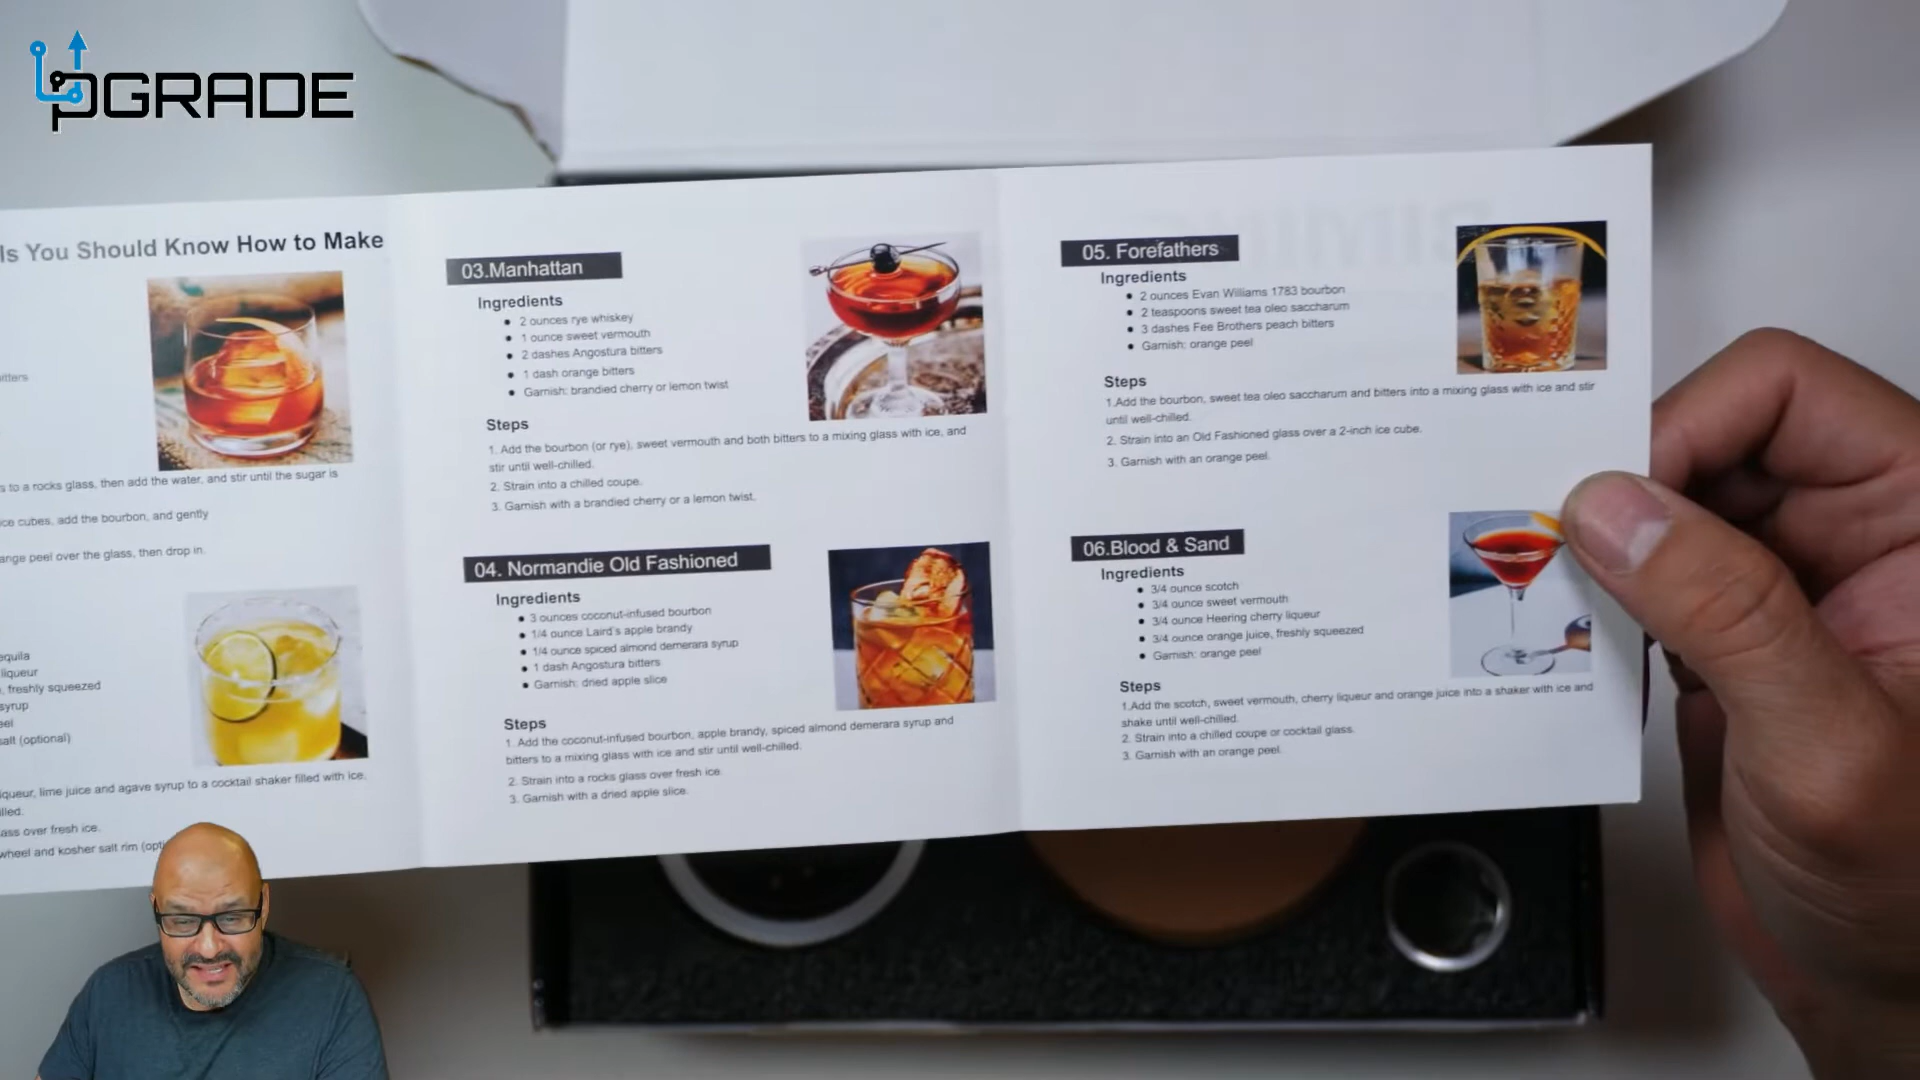 UPGRADE
ls You Should Know How to Make
itters
s to a rocks glass, then add the water, and stir until the sugar is
ice cubes, add the bourbon, and gently
ange peel over the glass, then drop in.
equila
liqueur
, freshly squeezed
syrup
eel
salt (optional)
iqueur, lime juice and agave syrup to a cocktail shaker filled with ice,
illed.
ass over fresh ice.
wheel and kosher salt rim (opti
03.Manhattan
Ingredients
● 2 ounces rye whiskey
● 1 ounce sweet vermouth
● 2 dashes Angostura bitters
● 1 dash orange bitters
● Garnish: brandied cherry or lemon twist
Steps
1. Add the bourbon (or rye), sweet vermouth and both bitters to a mixing glass with ice, and
stir until well-chilled.
2. Strain into a chilled coupe.
3. Garnish with a brandied cherry or a lemon twist.
04. Normandie Old Fashioned
Ingredients
● 3 ounces coconut-infused bourbon
● 1/4 ounce Laird's apple brandy
● 1/4 ounce spiced almond demerara syrup
● 1 dash Angostura bitters
● Garnish: dried apple slice
Steps
1. Add the coconut-infused bourbon, apple brandy, spiced almond demerara syrup and
bitters to a mixing glass with ice and stir until well-chilled.
2. Strain into a rocks glass over fresh ice.
3. Garnish with a dried apple slice.
05. Forefathers
Ingredients
● 2 ounces Evan Williams 1783 bourbon
● 2 teaspoons sweet tea oleo saccharum
● 3 dashes Fee Brothers peach bitters
● Garnish: orange peel
Steps
1.Add the bourbon, sweet tea oleo saccharum and bitters into a mixing glass with ice and stir
until well-chilled.
2. Strain into an Old Fashioned glass over a 2-inch ice cube.
3. Garnish with an orange peel.
06.Blood & Sand
Ingredients
● 3/4 ounce scotch
● 3/4 ounce sweet vermouth
● 3/4 ounce Heering cherry liqueur
● 3/4 ounce orange juice, freshly squeezed
● Garnish: orange peel
Steps
1.Add the scotch, sweet vermouth, cherry liqueur and orange juice into a shaker with ice and
shake until well-chilled.
2. Strain into a chilled coupe or cocktail glass.
3. Garnish with an orange peel.